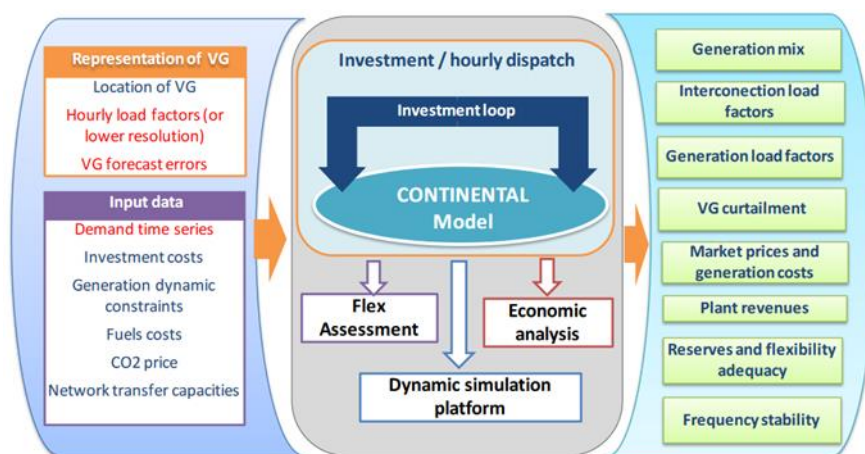 Representation of VG
Location of VG
Hourly load factors (or
lower resolution)
VG forecast errors
Input data
Demand time series
Investment costs
Generation dynamic
constraints
Fuels costs
CO2 price
Network transfer capacities
Investment / hourly dispatch
Investment loop
CONTINENTAL
Model
Flex
Assessment
Economic
analysis
Dynamic simulation
platform
Generation mix
Interconection load
factors
Generation load factors
VG curtailment
Market prices and
generation costs
Plant revenues
Reserves and flexibility
adequacy
Frequency stability